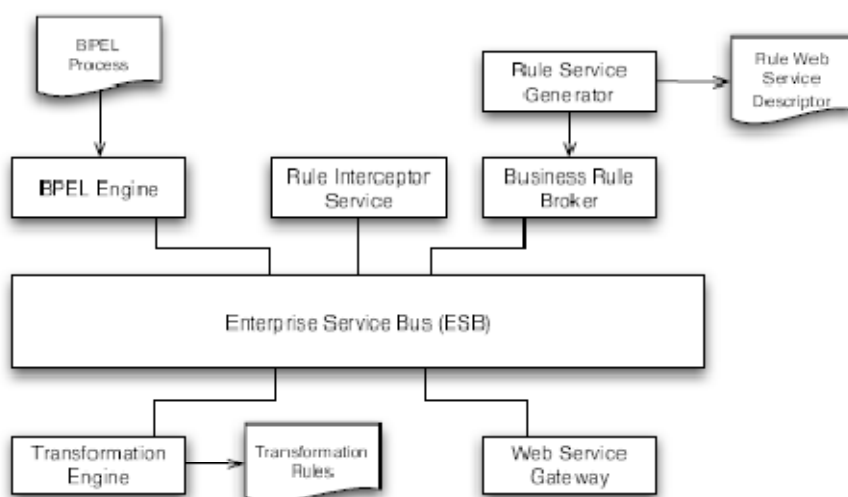 BPEL
Process
Rule Service
Generator
Rule Web
Service
Descriptor
BPEL Engine
Rule Interceptor
Service
Business Rule
Broker
Enterprise Service Bus (ESB)
Transformation
Engine
Transformation
Rules
Web Service
Gateway